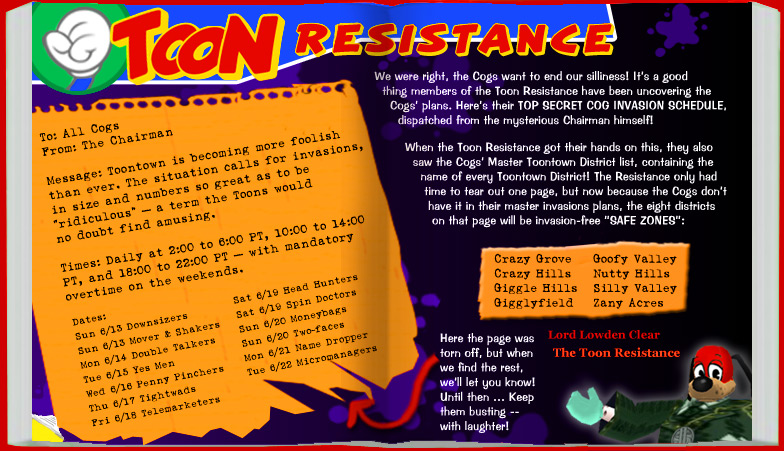 TOON RESISTANCE
To: All Cogs
From: The Chairman
Message: Toontown is becoming more foolish
than ever. The situation calls for invasions,
in size and numbers so great as to be
"ridiculous" — a term the Toons would
no doubt find amusing.
Times: Daily at 2:00 to 6:00 PT, 10:00 to 14:00
PT, and 18:00 to 22:00 PT — with mandatory
overtime on the weekends.
Dates:
Sun 6/13 Downsizers
Sun 6/13 Mover & Shakers
Mon 6/14 Double Talkers
Tue 6/15 Yes Men
Wed 6/16 Penny Pinchers
Thu 6/17 Tightwads
Fri 6/18 Telemarketers
Sat 6/19 Head Hunters
Sat 6/19 Spin Doctors
Sun 6/20 Moneybags
Sun 6/20 Two-faces
Mon 6/21 Name Dropper
Tue 6/22 Micromanagers
We were right, the Cogs want to end our silliness! It's a good
thing members of the Toon Resistance have been uncovering the
Cogs' plans. Here's their TOP SECRET COG INVASION SCHEDULE,
dispatched from the mysterious Chairman himself!
When the Toon Resistance got their hands on this, they also
saw the Cogs' Master Toontown District list, containing the
name of every Toontown District! The Resistance only had
time to tear out one page, but now because the Cogs don't
have it in their master invasions plans, the eight districts
on that page will be invasion-free "SAFE ZONES":
Crazy Grove Goofy Valley
Crazy Hills Nutty Hills
Giggle Hills Silly Valley
Gigglyfield Zany Acres
Here the page was
torn off, but when
we find the rest,
we'll let you know!
Until then ... Keep
them busting --
with laughter!
Lord Lowden Clear
The Toon Resistance